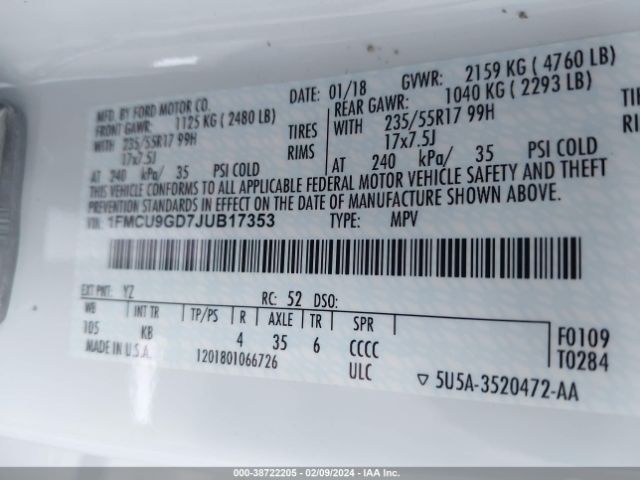 MFD. BY FORD MOTOR CO.
DATE: 01/18 GVWR: 2159 KG ( 4760 LB)
FRONT GAWR: 1125 KG ( 2480 LB)
REAR GAWR: 1040 KG ( 2293 LB)
WITH 235/55R17 99H TIRES WITH 235/55R17 99H
17x7.5J RIMS 17x7.5J
AT 240 kPa/ 35 PSI COLD AT 240 kPa/ 35 PSI COLD
THIS VEHICLE CONFORMS TO ALL APPLICABLE FEDERAL MOTOR VEHICLE SAFETY AND THEFT
PREVENTION STANDARDS IN EFFECT ON THE DATE OF MANUFACTURE SHOWN ABOVE.
VIN: 1FMCU9GD7JUB17353 TYPE: MPV
EXT PNT: YZ RC: 52 DSO:
WB INT TR TP/PS R AXLE TR SPR
105 KB 4 35 6 CCCC
F0109
T0284
MADE IN U.S.A. 1201801066726 ULC
5U5A-3520472-AA
000-38722205 - 02/09/2024 - IAA Inc.